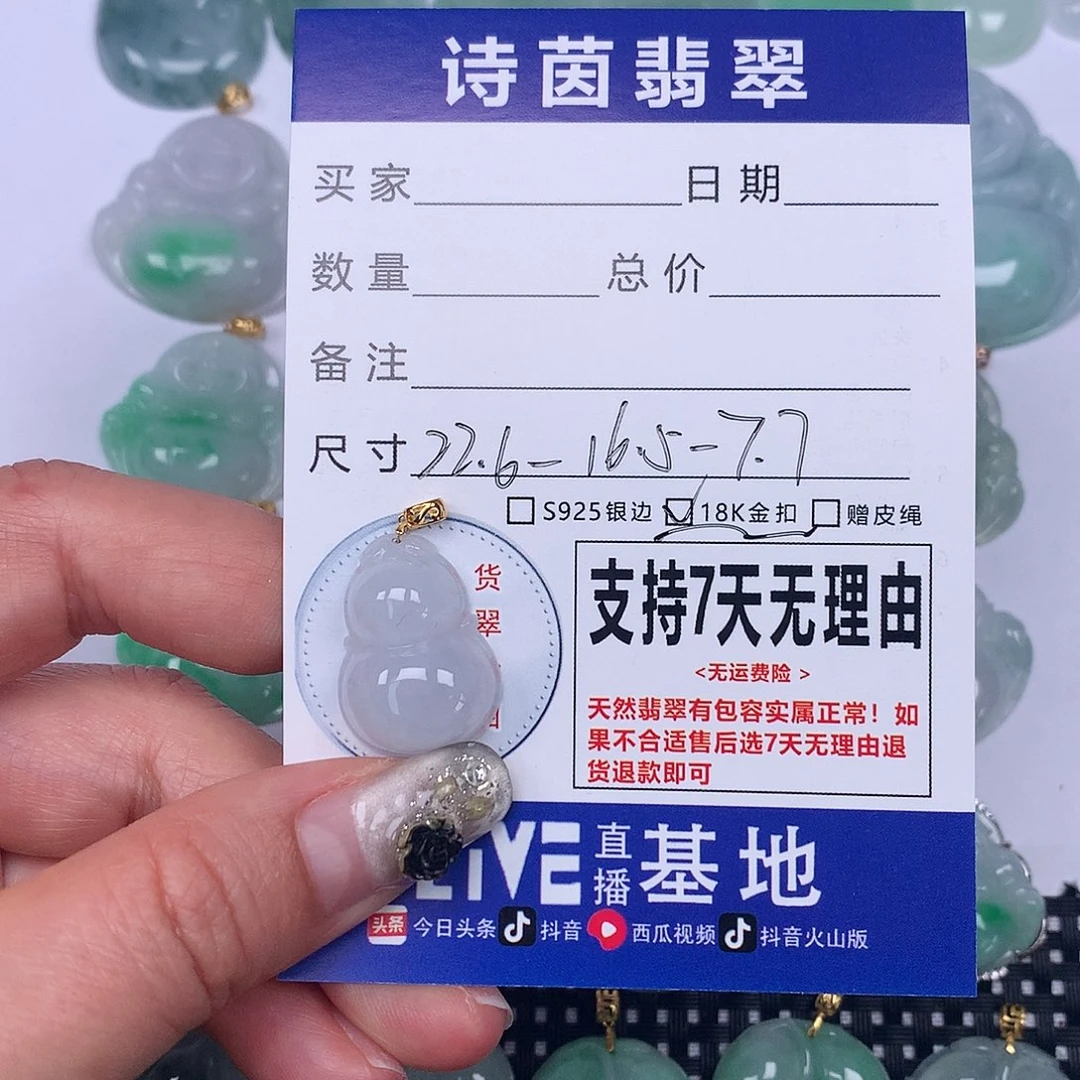 诗茵翡翠
买家 日期
数量 总价
备注
尺寸 22.6-16.5-7.7
S925银边 18K金扣 赠皮绳
货
翠
支持7天无理由
<无运费险 >
天然翡翠有包容实属正常！如
果不合适售后选7天无理由退
货退款即可
LIVE 直播 基地
头条 今日头条 抖音 西瓜视频 抖音火山版